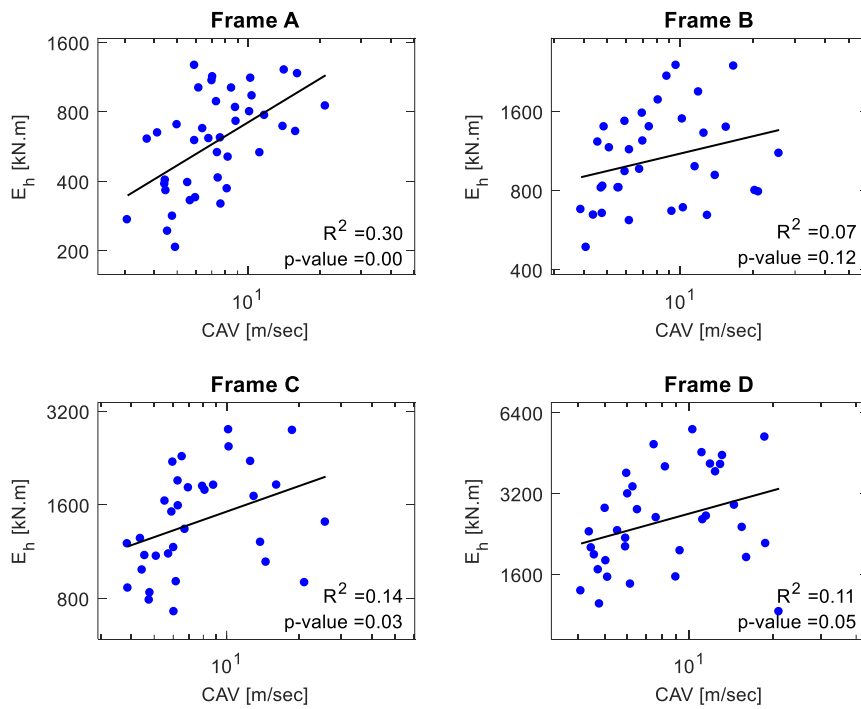 Frame A
1600
800
400
200
E_h [kN.m]
R^2 =0.30
p-value =0.00
10^1
CAV [m/sec]
Frame B
1600
800
400
E_h [kN.m]
R^2 =0.07
p-value =0.12
10^1
CAV [m/sec]
Frame C
3200
1600
800
E_h [kN.m]
R^2 =0.14
p-value =0.03
10^1
CAV [m/sec]
Frame D
6400
3200
1600
E_h [kN.m]
R^2 =0.11
p-value =0.05
10^1
CAV [m/sec]